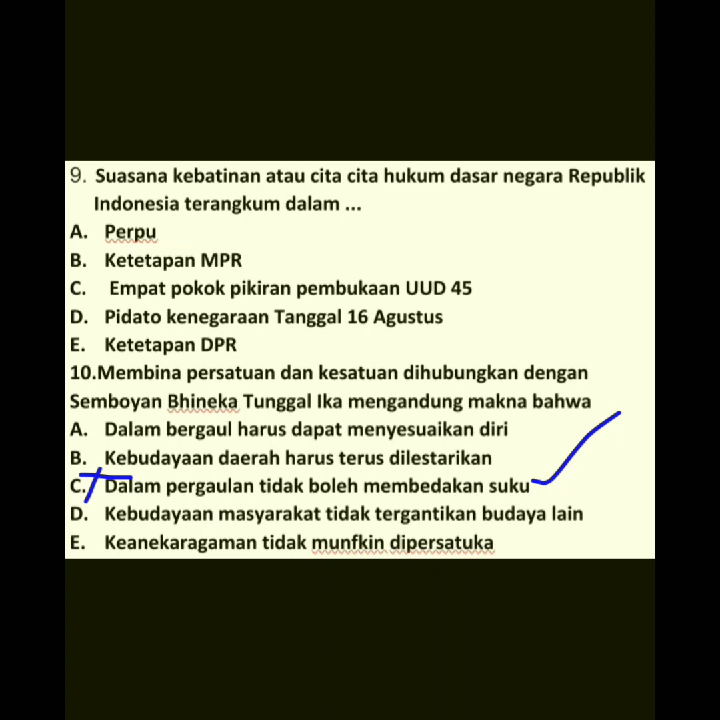 9. Suasana kebatinan atau cita cita hukum dasar negara Republik
Indonesia terangkum dalam ...
A. Perpu
B. Ketetapan MPR
C. Empat pokok pikiran pembukaan UUD 45
D. Pidato kenegaraan Tanggal 16 Agustus
E. Ketetapan DPR
10.Membina persatuan dan kesatuan dihubungkan dengan
Semboyan Bhineka Tunggal Ika mengandung makna bahwa
A. Dalam bergaul harus dapat menyesuaikan diri
B. Kebudayaan daerah harus terus dilestarikan
C. Dalam pergaulan tidak boleh membedakan suku
D. Kebudayaan masyarakat tidak tergantikan budaya lain
E. Keanekaragaman tidak munfkin dipersatuka